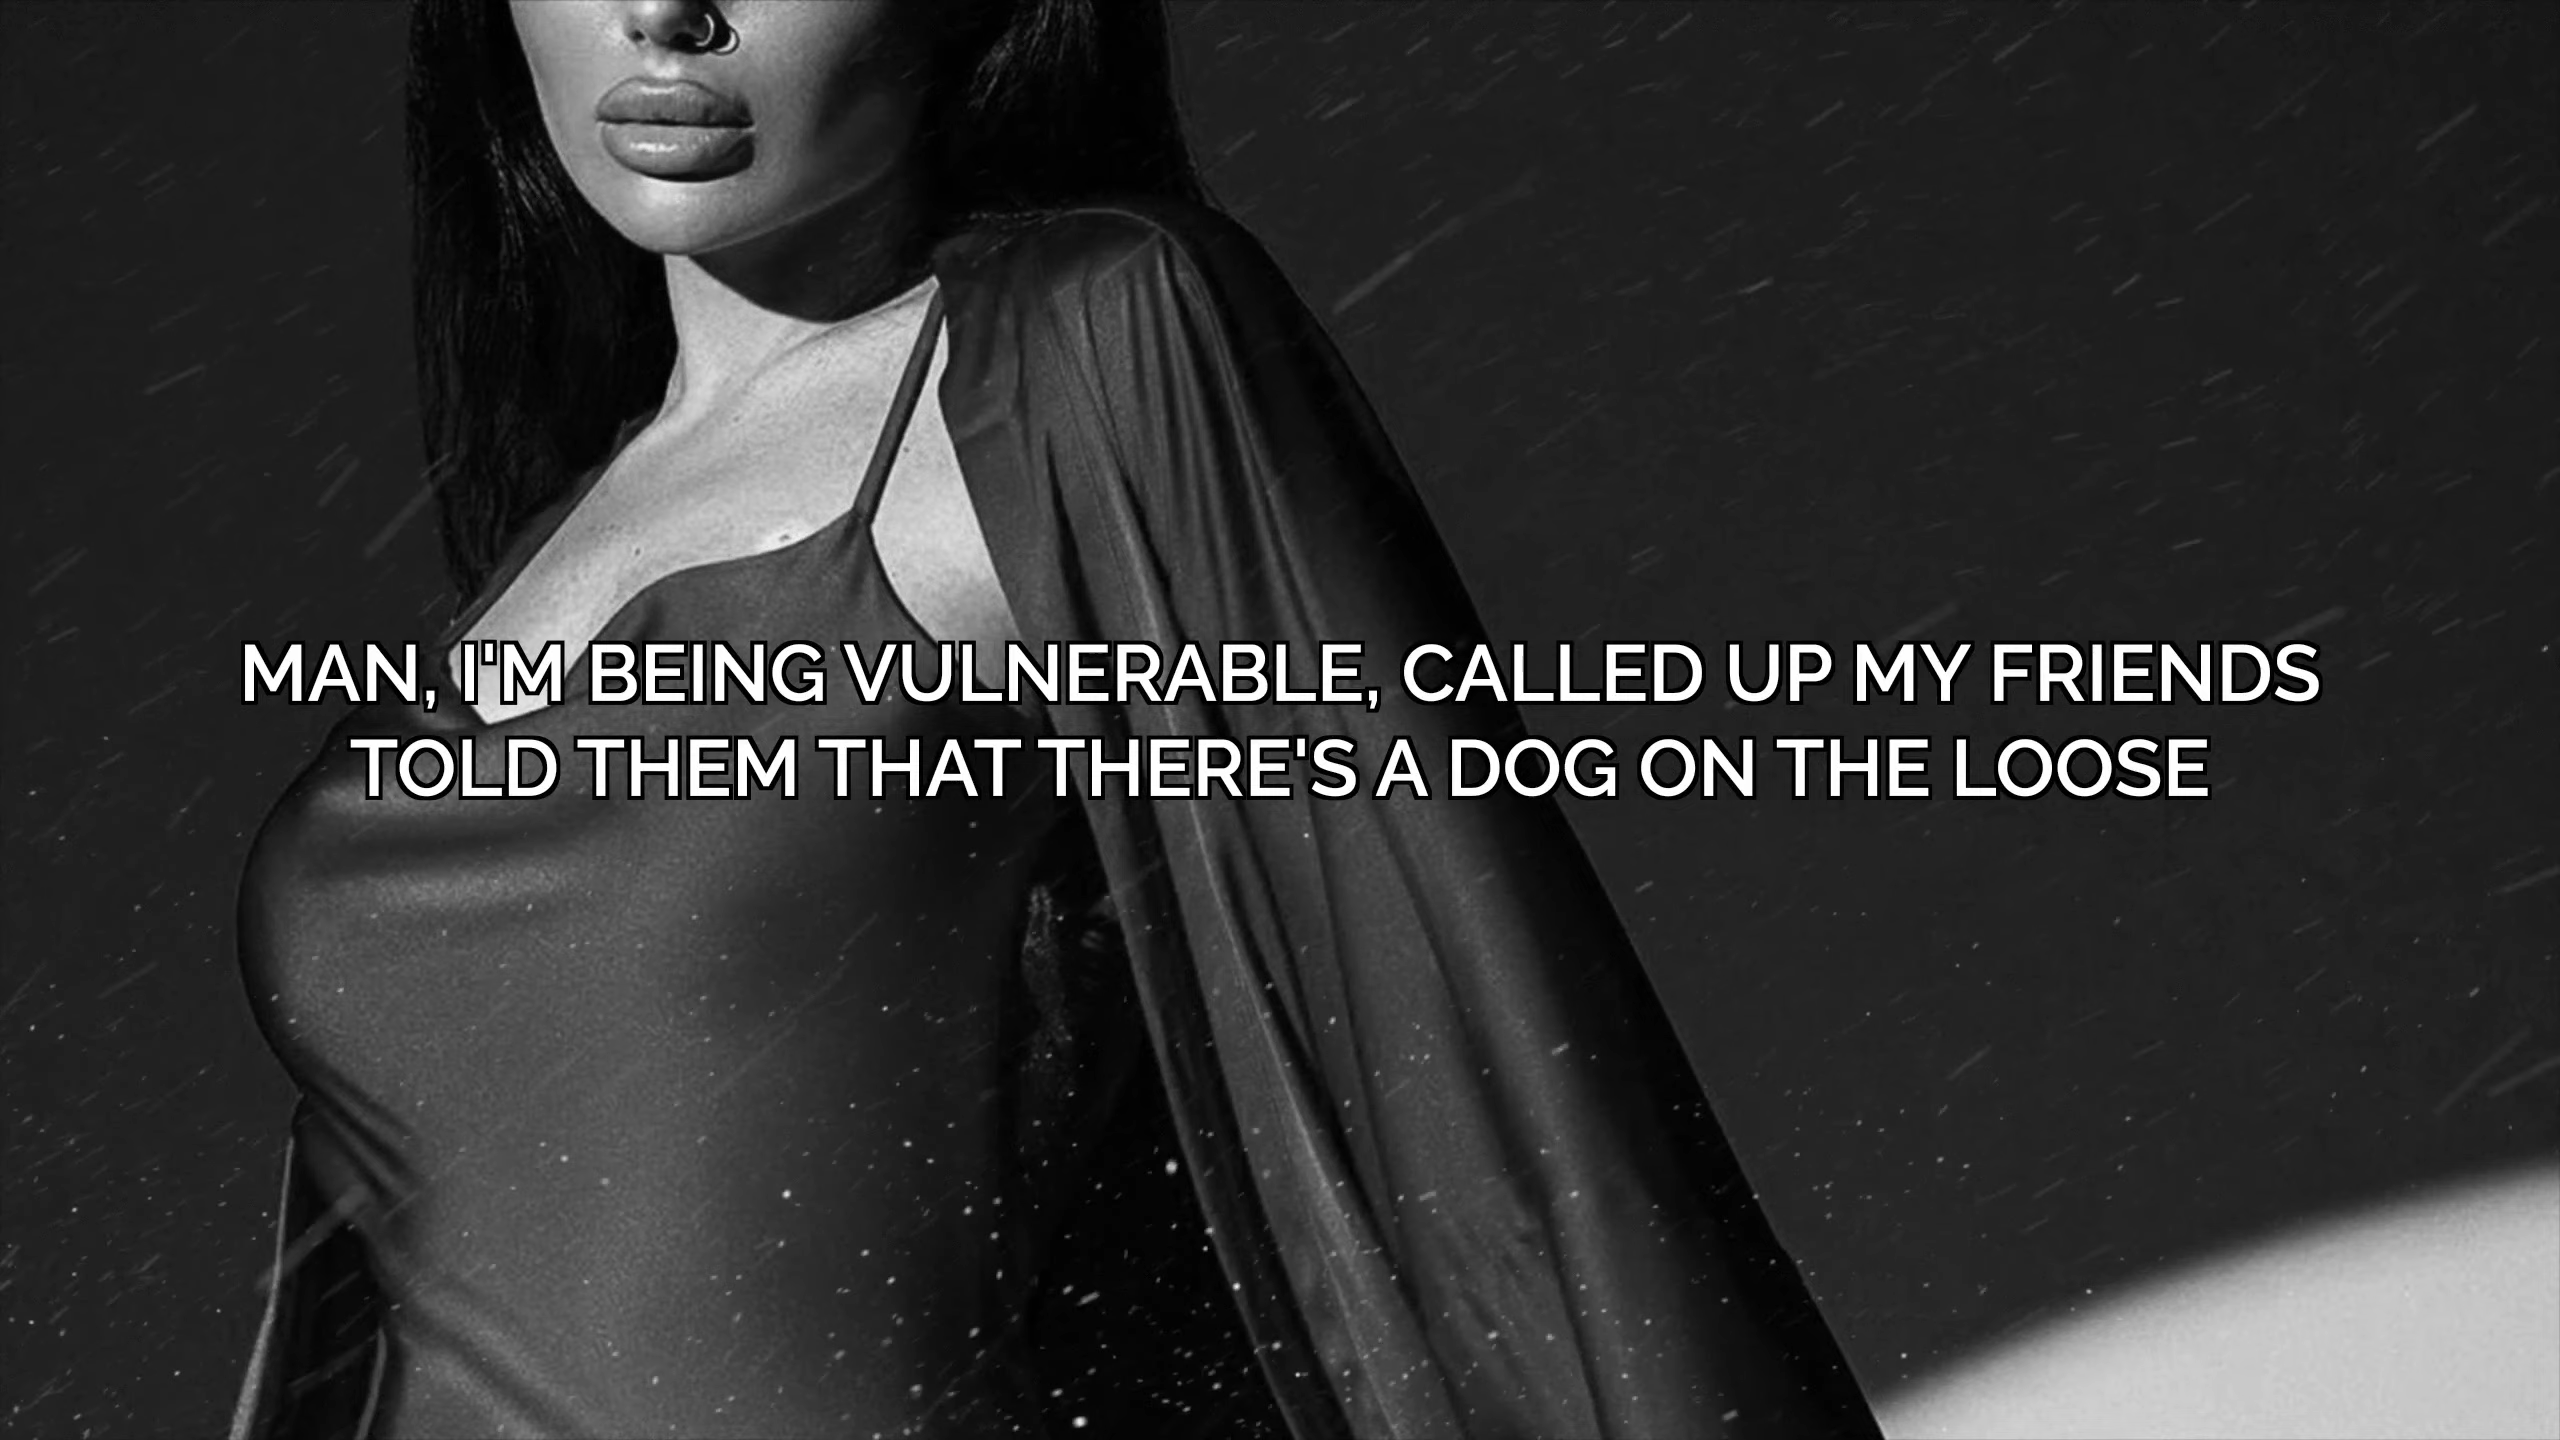 MAN, I'M BEING VULNERABLE, CALLED UP MY FRIENDS
TOLD THEM THAT THERE'S A DOG ON THE LOOSE